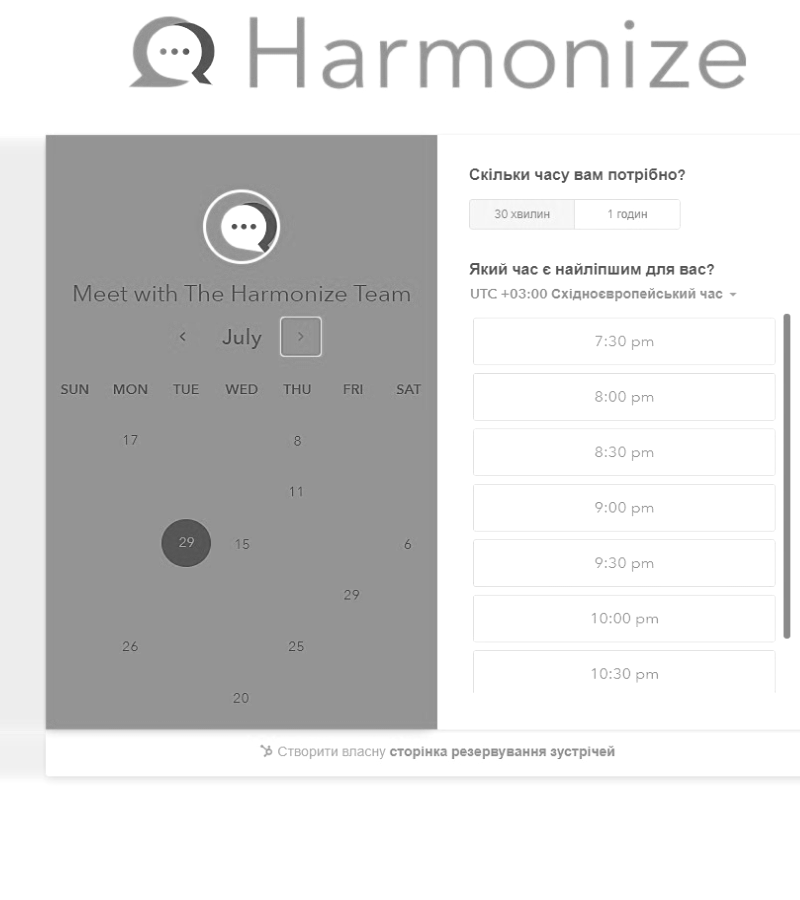 Harmonize
Meet with The Harmonize Team
July
SUN MON TUE WED THU FRI SAT
17 8
11
29 15 6
29
26 25
20
Скільки часу вам потрібно?
30 хвилин 1 годин
Який час є найліпшим для вас?
UTC +03:00 Східноєвропейський час
7:30 pm
8:00 pm
8:30 pm
9:00 pm
9:30 pm
10:00 pm
10:30 pm
Створити власну сторінка резервування зустрічей